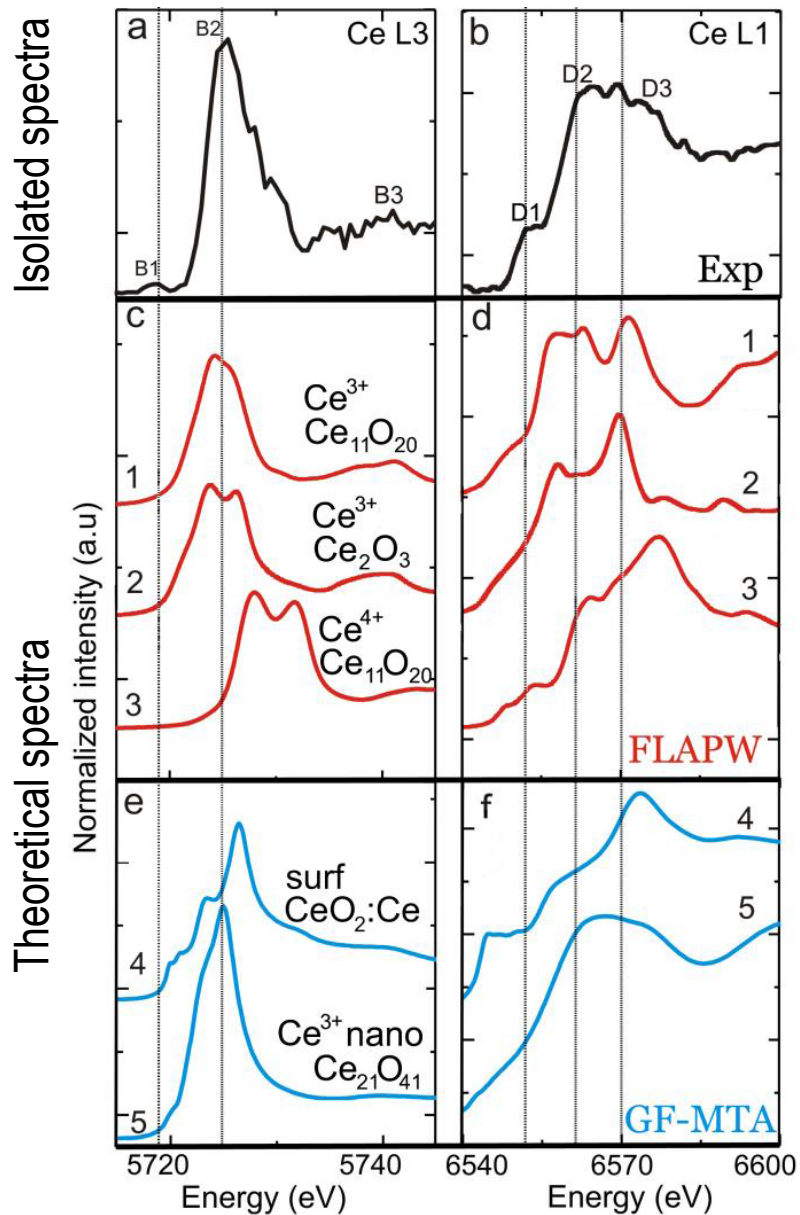 Isolated spectra
a
B2
Ce L3
B1
B3
b
Ce L1
D2
D3
D1
Exp
Theoretical spectra
Normalized intensity (a.u)
c
Ce3+
Ce11O20
1
Ce3+
Ce2O3
2
Ce4+
Ce11O20
3
d
1
2
3
FLAPW
e
surf
CeO2:Ce
4
Ce3+ nano
Ce21O41
5
f
4
5
GF-MTA
5720
5740
6540
6570
6600
Energy (eV)
Energy (eV)